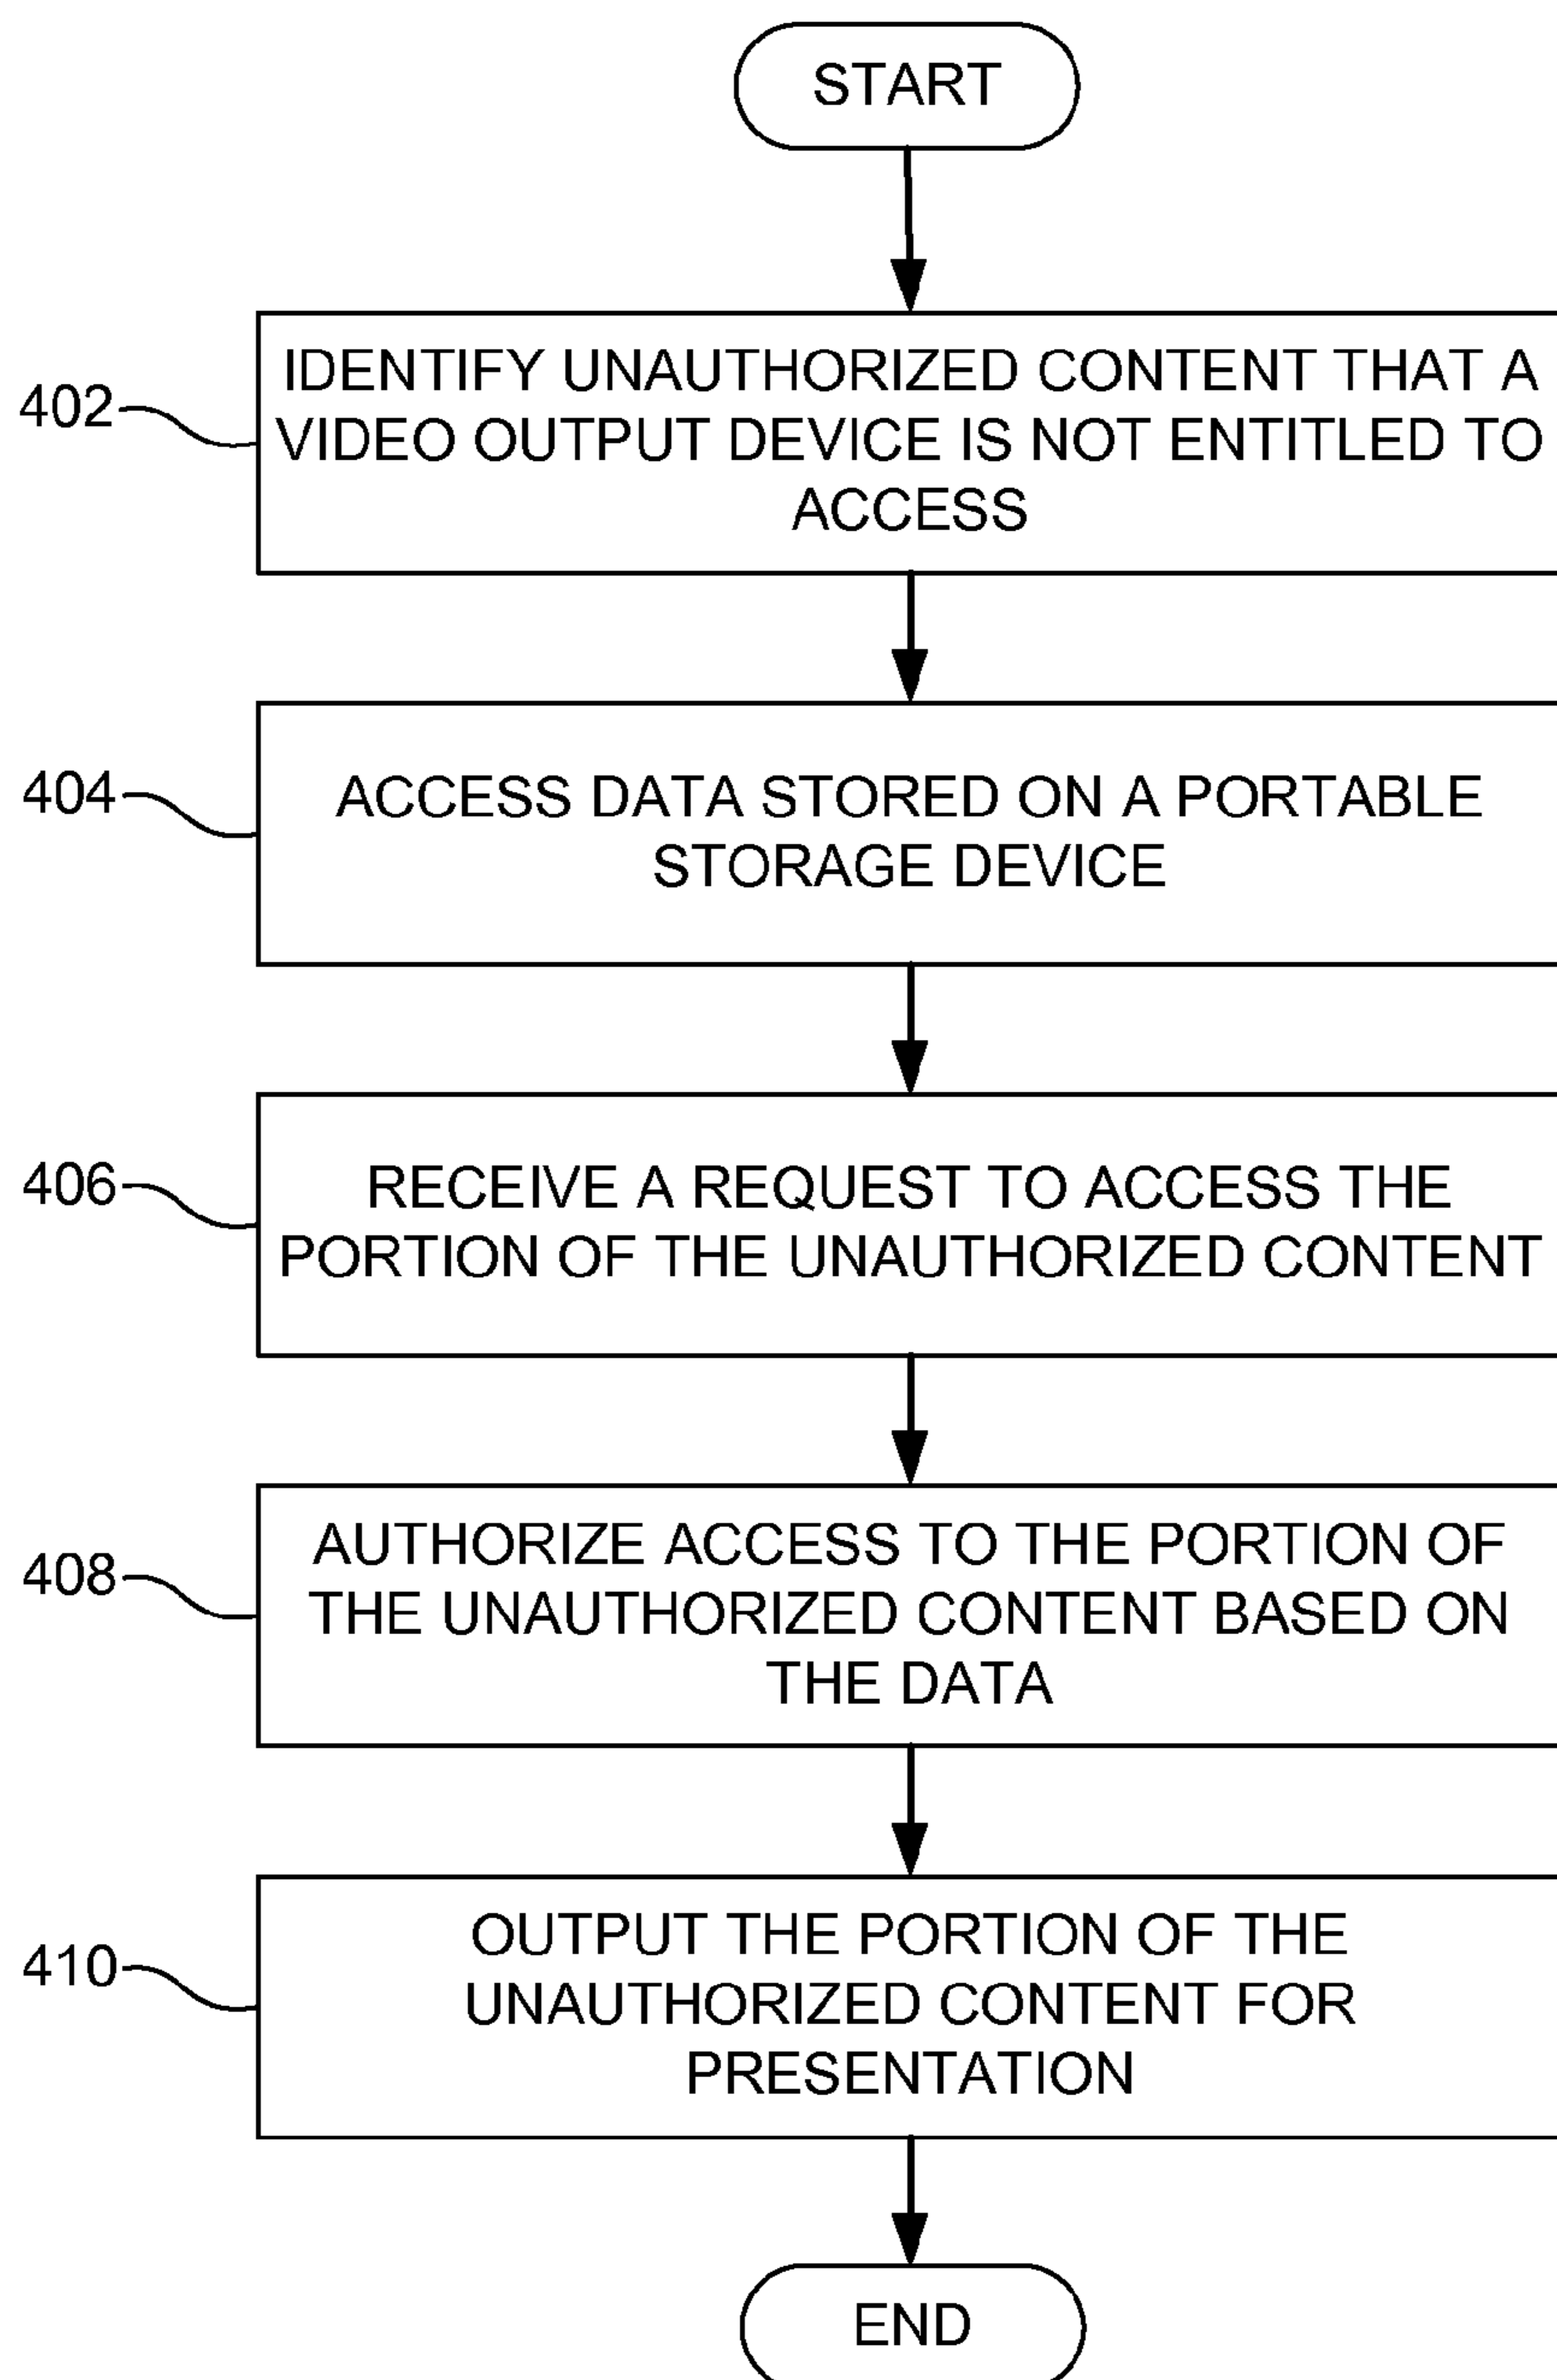 START
402
IDENTIFY UNAUTHORIZED CONTENT THAT A
VIDEO OUTPUT DEVICE IS NOT ENTITLED TO
ACCESS
404
ACCESS DATA STORED ON A PORTABLE
STORAGE DEVICE
406
RECEIVE A REQUEST TO ACCESS THE
PORTION OF THE UNAUTHORIZED CONTENT
408
AUTHORIZE ACCESS TO THE PORTION OF
THE UNAUTHORIZED CONTENT BASED ON
THE DATA
410
OUTPUT THE PORTION OF THE
UNAUTHORIZED CONTENT FOR
PRESENTATION
END